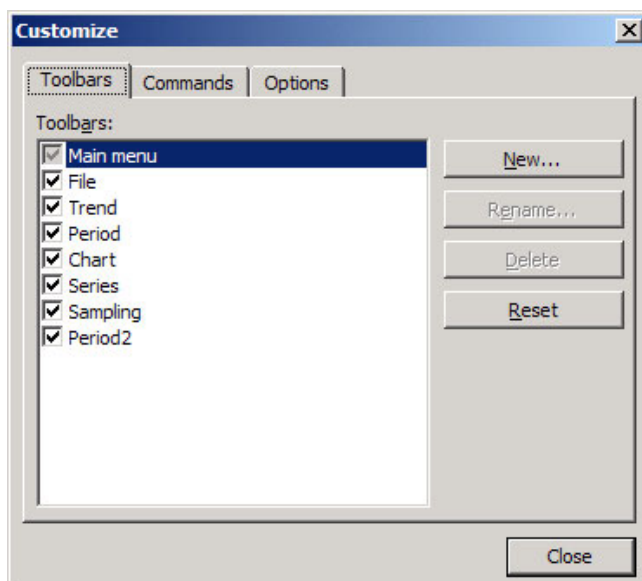 Customize
Toolbars
Commands
Options
Toolbars:
Main menu
File
Trend
Period
Chart
Series
Sampling
Period2
New...
Rename...
Delete
Reset
Close